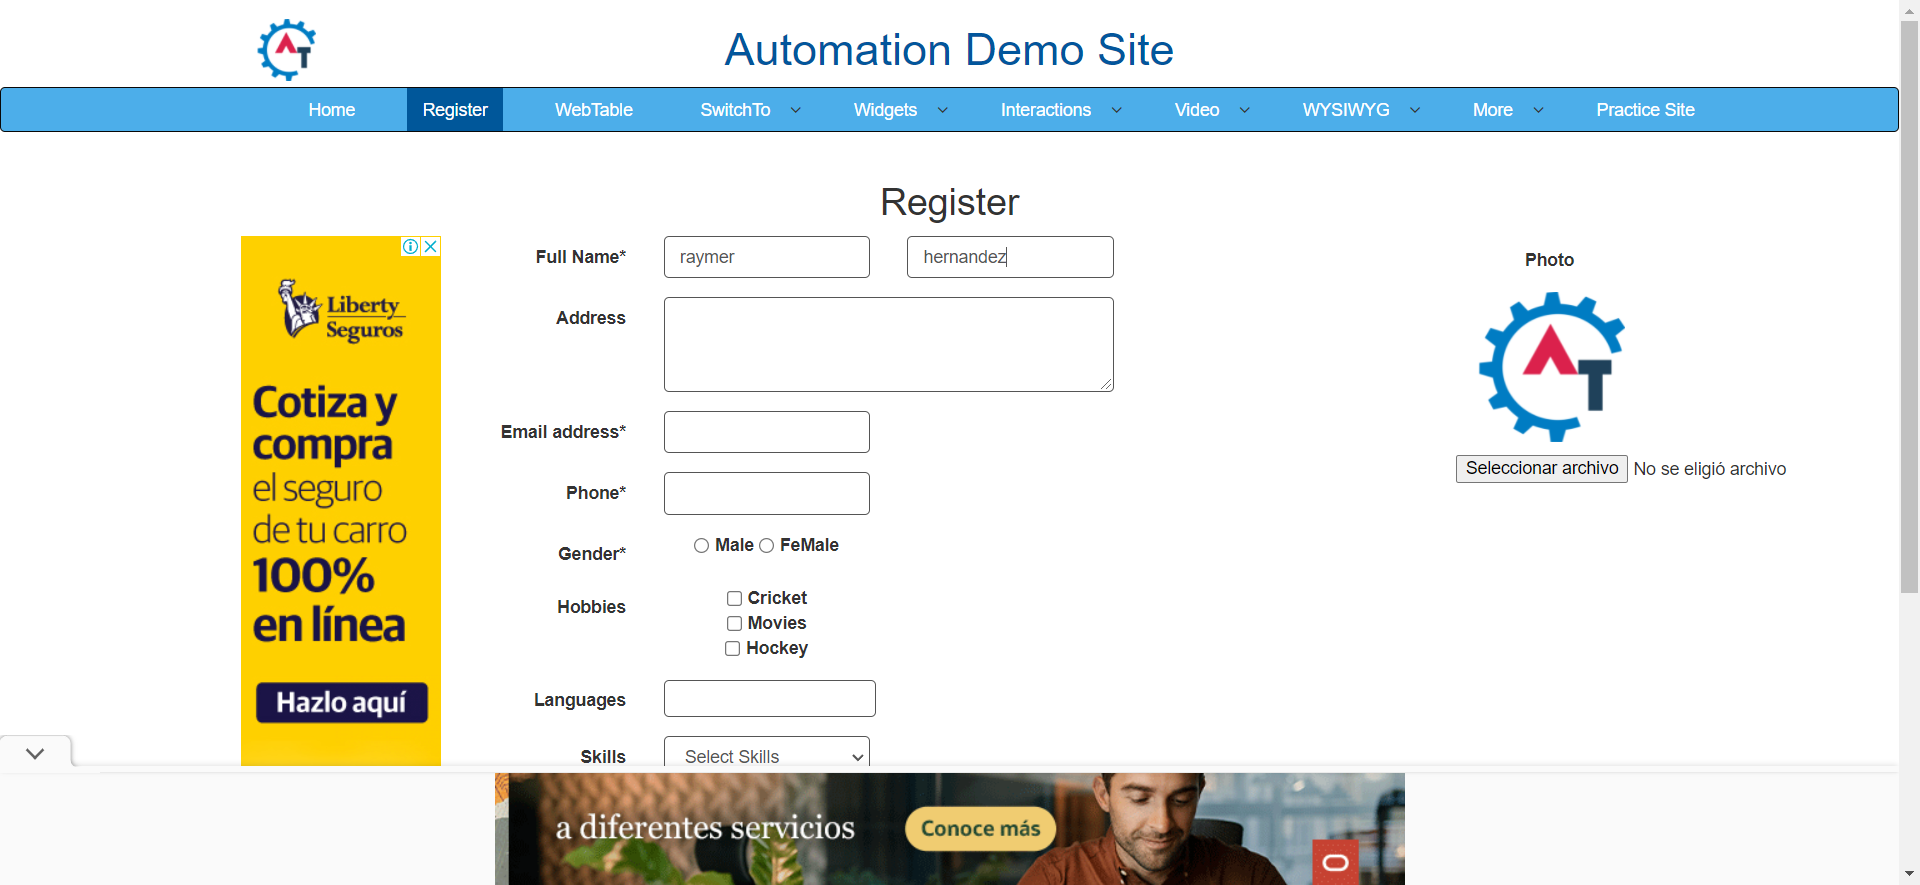 AT
Automation Demo Site
Home Register WebTable SwitchTo Widgets Interactions Video WYSIWYG More Practice Site
Register
Full Name* raymer hernandez
Photo
Address
AT
Email address*
Seleccionar archivo No se eligió archivo
Phone*
Gender* Male FeMale
Hobbies
Cricket
Movies
Hockey
Languages
Skills Select Skills
Liberty
Seguros
Cotiza y
compra
el seguro
de tu carro
100%
en línea
Hazlo aquí
a diferentes servicios
Conoce más